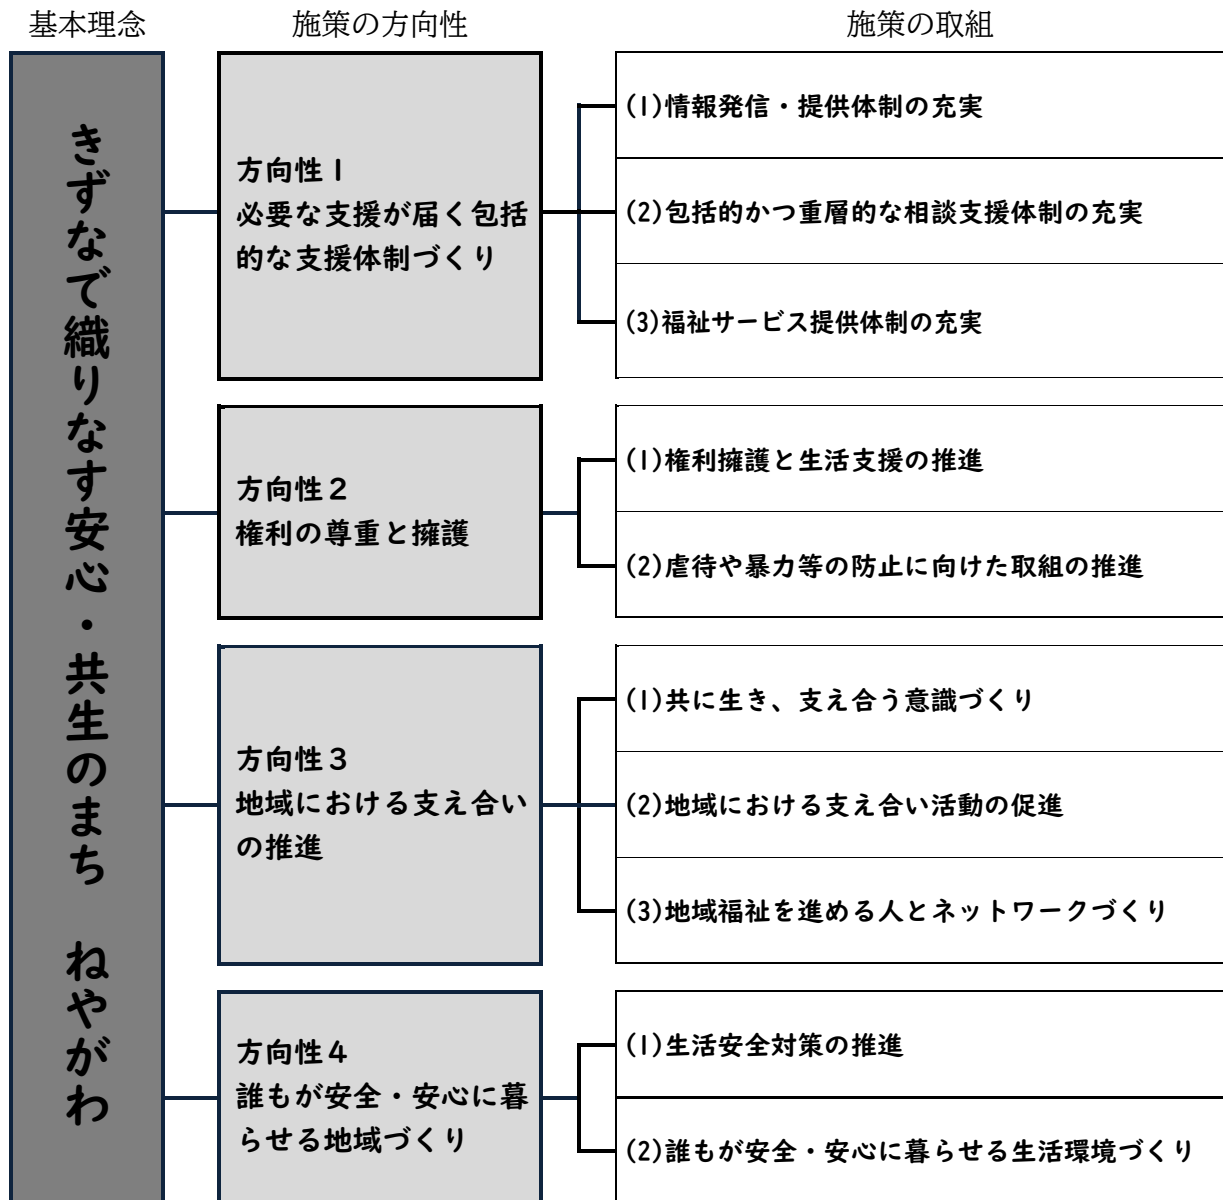 基本理念
施策の方向性
施策の取組
きずなで織りなす安心・共生のまち　ねやがわ
方向性１
必要な支援が届く包括
的な支援体制づくり
(1)情報発信・提供体制の充実
(2)包括的かつ重層的な相談支援体制の充実
(3)福祉サービス提供体制の充実
方向性２
権利の尊重と擁護
(1)権利擁護と生活支援の推進
(2)虐待や暴力等の防止に向けた取組の推進
方向性３
地域における支え合い
の推進
(1)共に生き、支え合う意識づくり
(2)地域における支え合い活動の促進
(3)地域福祉を進める人とネットワークづくり
方向性４
誰もが安全・安心に暮
らせる地域づくり
(1)生活安全対策の推進
(2)誰もが安全・安心に暮らせる生活環境づくり